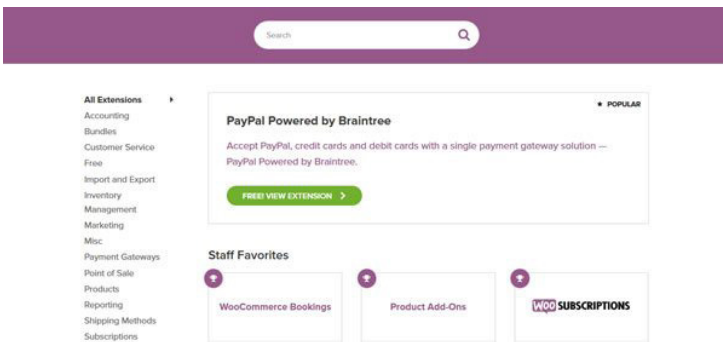 Search
All Extensions
Accounting
Bundles
Customer Service
Free
Import and Export
Inventory
Management
Marketing
Misc
Payment Gateways
Point of Sale
Products
Reporting
Shipping Methods
Subscriptions
★ POPULAR
PayPal Powered by Braintree
Accept PayPal, credit cards and debit cards with a single payment gateway solution —
PayPal Powered by Braintree.
FREE! VIEW EXTENSION
Staff Favorites
WooCommerce Bookings
Product Add-Ons
WOO SUBSCRIPTIONS